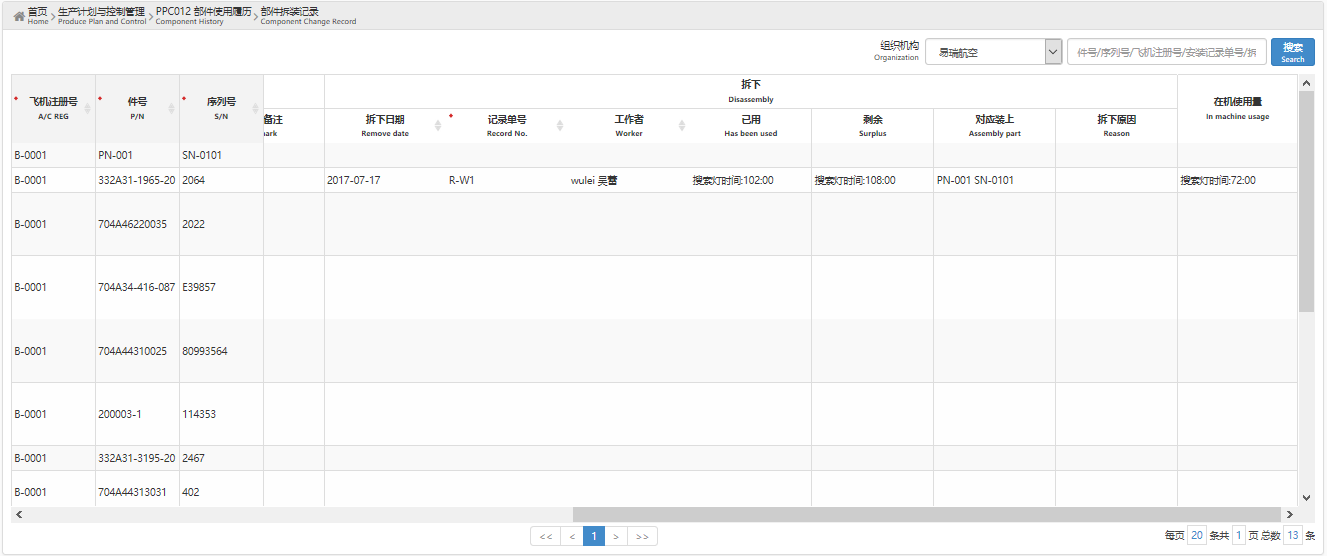 首页 生产计划与控制管理 PPC012 部件使用履历 部件拆装记录
Home Produce Plan and Control Component History Component Change Record
组织机构
Organization
易瑞航空
件号/序列号/飞机注册号/安装记录单号/拆
搜索
Search
拆下
Disassembly
* 飞机注册号 * 件号 * 序列号
A/C REG P/N S/N
在机使用量
In machine usage
备注 拆下日期 * 记录单号 工作者 已用 剩余 对应装上 拆下原因
nark Remove date Record No. Worker Has been used Surplus Assembly part Reason
B-0001 PN-001 SN-0101
B-0001 332A31-1965-20 2064 2017-07-17 R-W1 wulei 吴蕾 搜索灯时间:102:00 搜索灯时间:108:00 PN-001 SN-0101 搜索灯时间:72:00
B-0001 704A46220035 2022
B-0001 704A34-416-087 E39857
B-0001 704A44310025 80993564
B-0001 200003-1 114353
B-0001 332A31-3195-20 2467
B-0001 704A44313031 402
<< < 1 > >>
每页 20 条共 1 页 总数 13 条